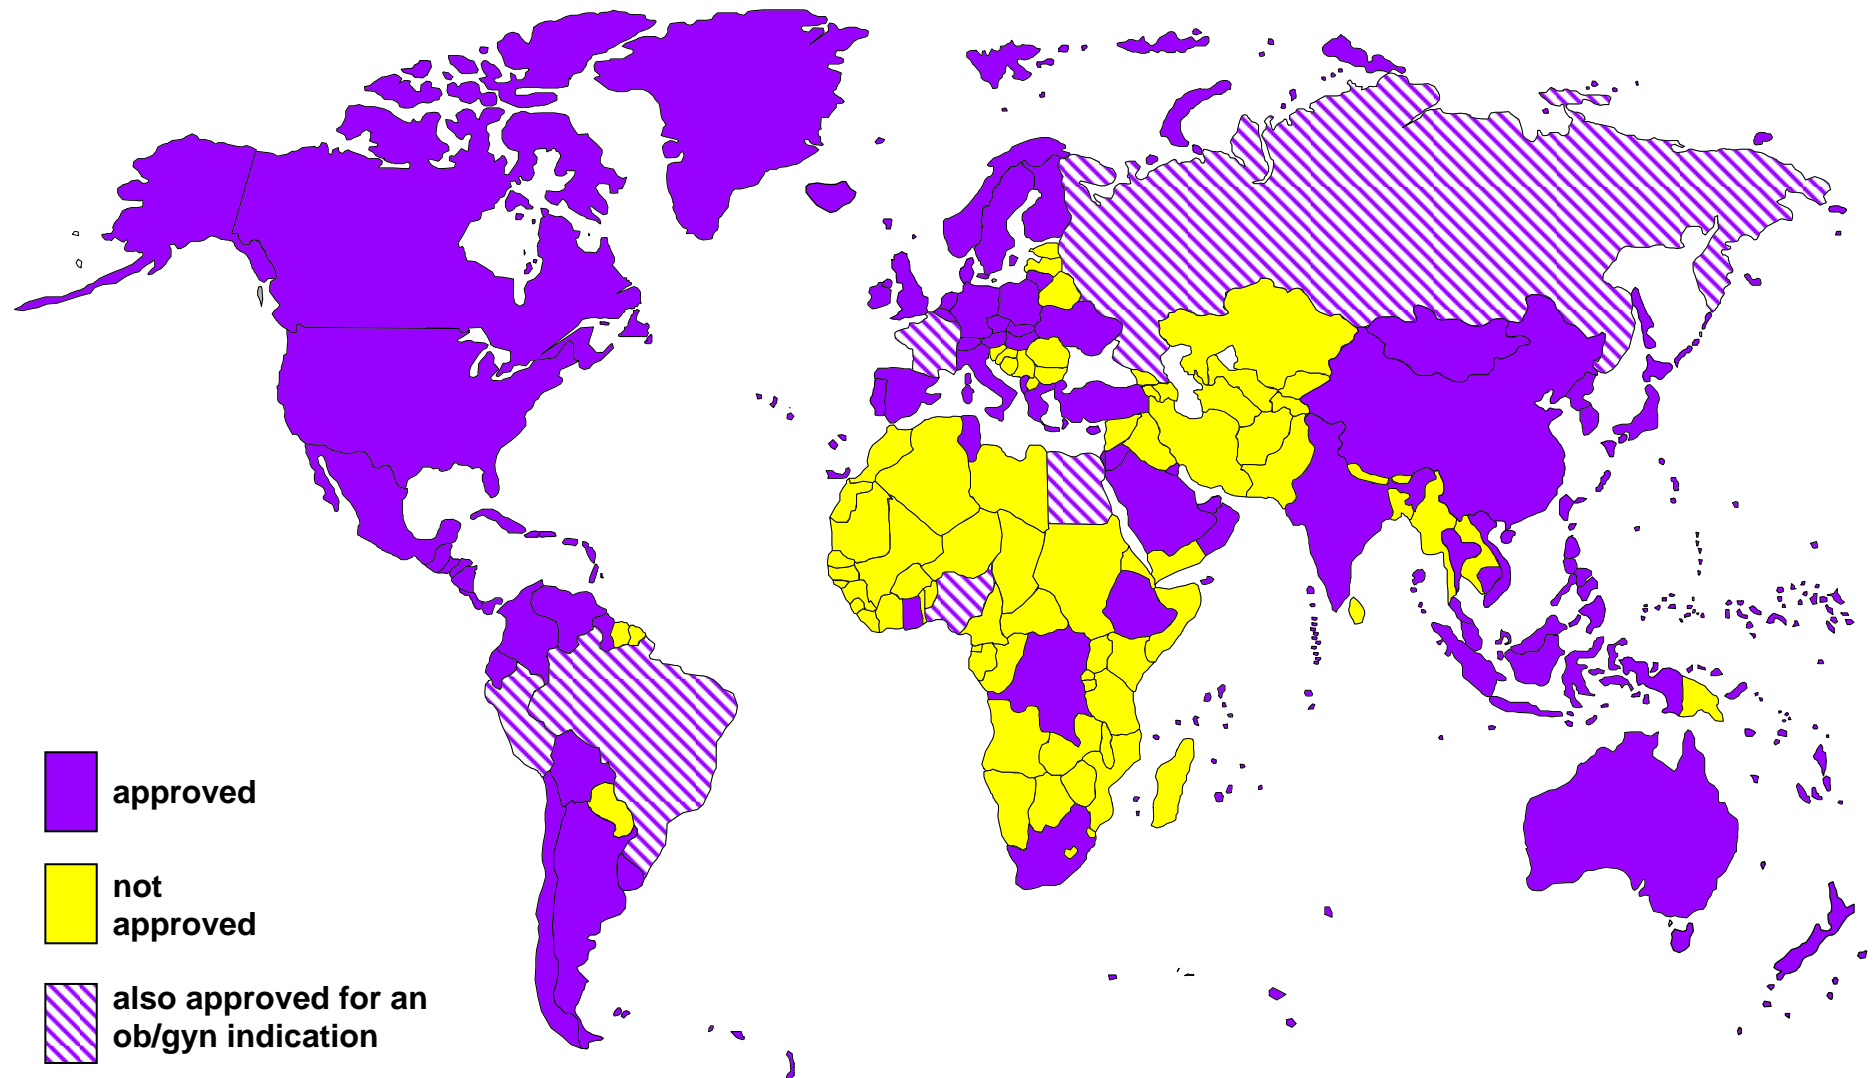 approved
not
approved
also approved for an
ob/gyn indication